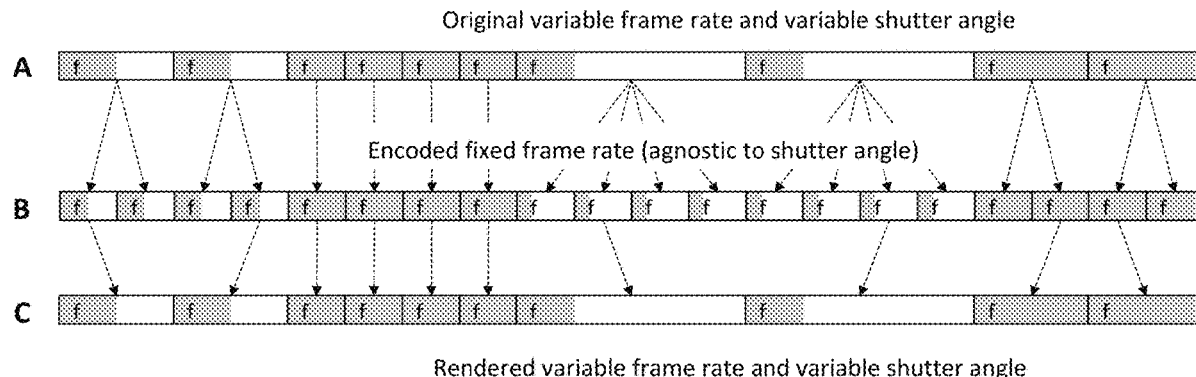 Original variable frame rate and variable shutter angle
A f f f f f f f f f f
Encoded fixed frame rate (agnostic to shutter angle)
B f f f f f f f f f f f f f f f f f f f f
C f f f f f f f f f f
Rendered variable frame rate and variable shutter angle